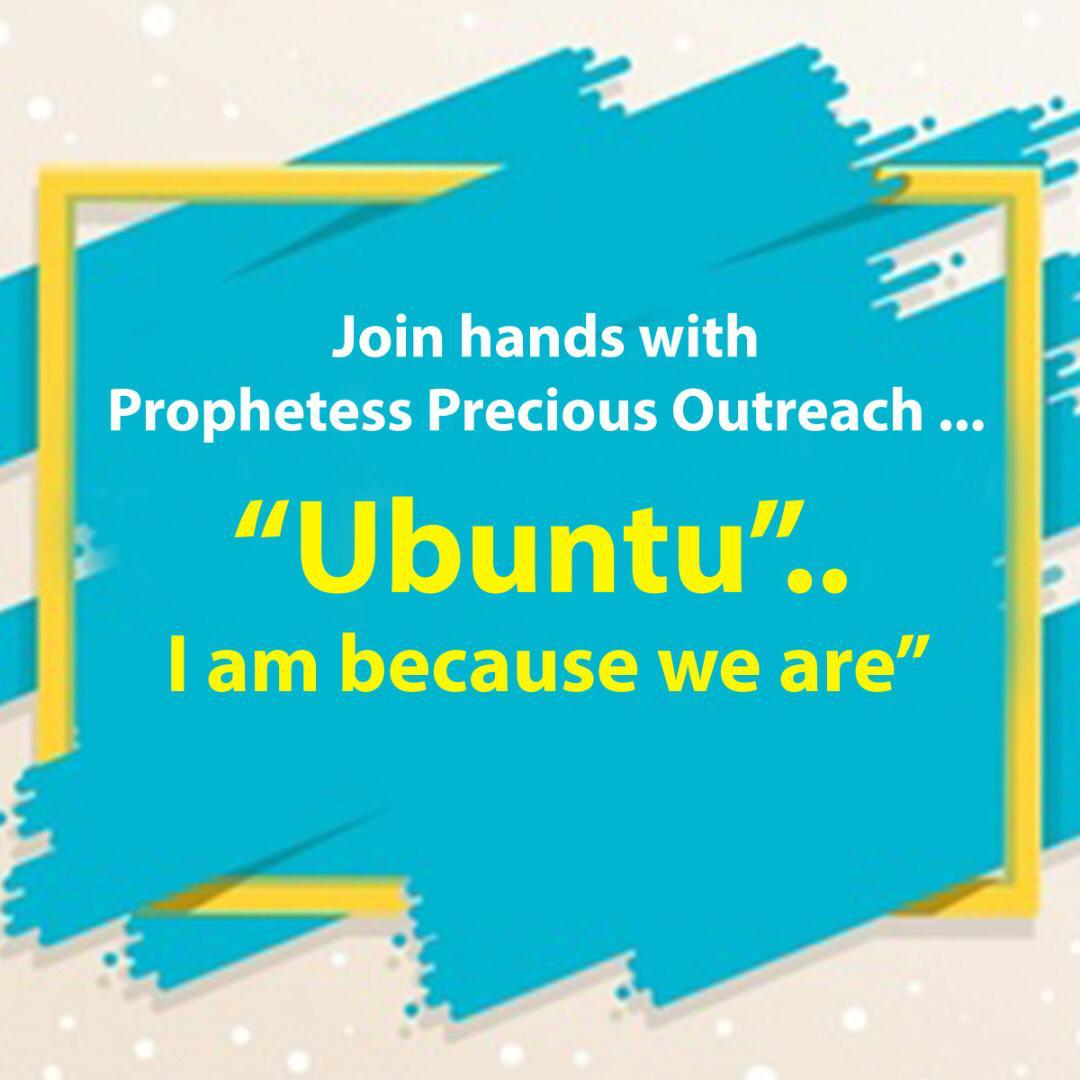 Join hands with
Prophetess Precious Outreach ...
“Ubuntu”..
I am because we are”